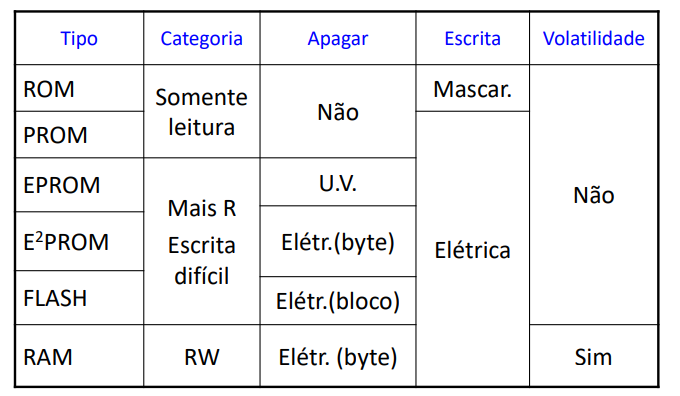 Tipo Categoria Apagar Escrita Volatilidade
ROM
Somente
leitura
Não
Mascar.
Não
PROM
Elétrica
EPROM
Mais R
Escrita
difícil
U.V.
E²PROM
Elétr.(byte)
FLASH
Elétr.(bloco)
RAM
RW
Elétr. (byte)
Sim